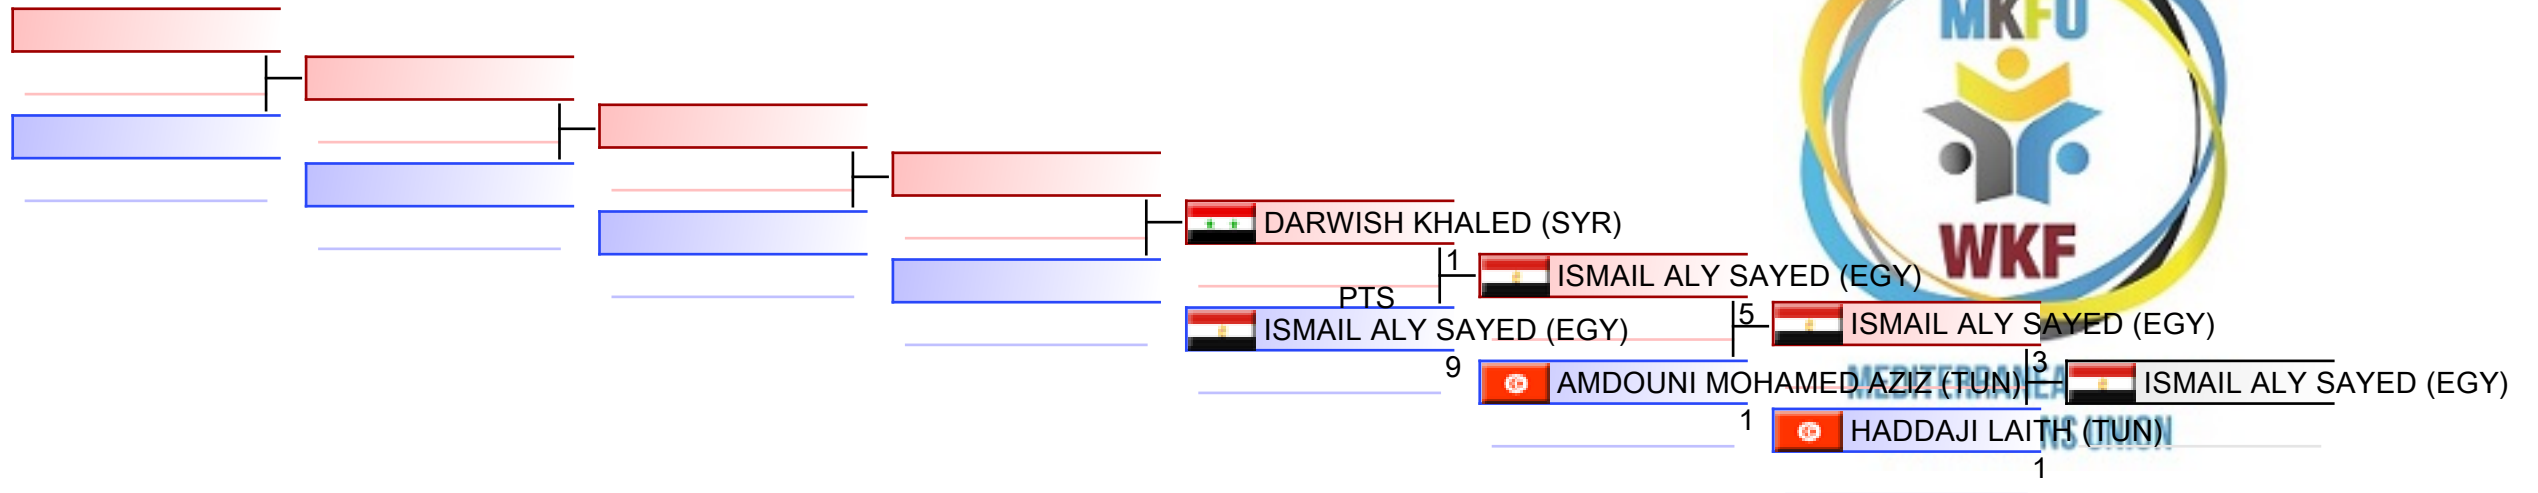 MKFU
WKF
DARWISH KHALED (SYR)
1
ISMAIL ALY SAYED (EGY)
PTS
5
ISMAIL ALY SAYED (EGY)
ISMAIL ALY SAYED (EGY)
9
3
AMDOUNI MOHAMED AZIZ (TUN)
ISMAIL ALY SAYED (EGY)
1
HADDAJI LAITH (TUN)
1